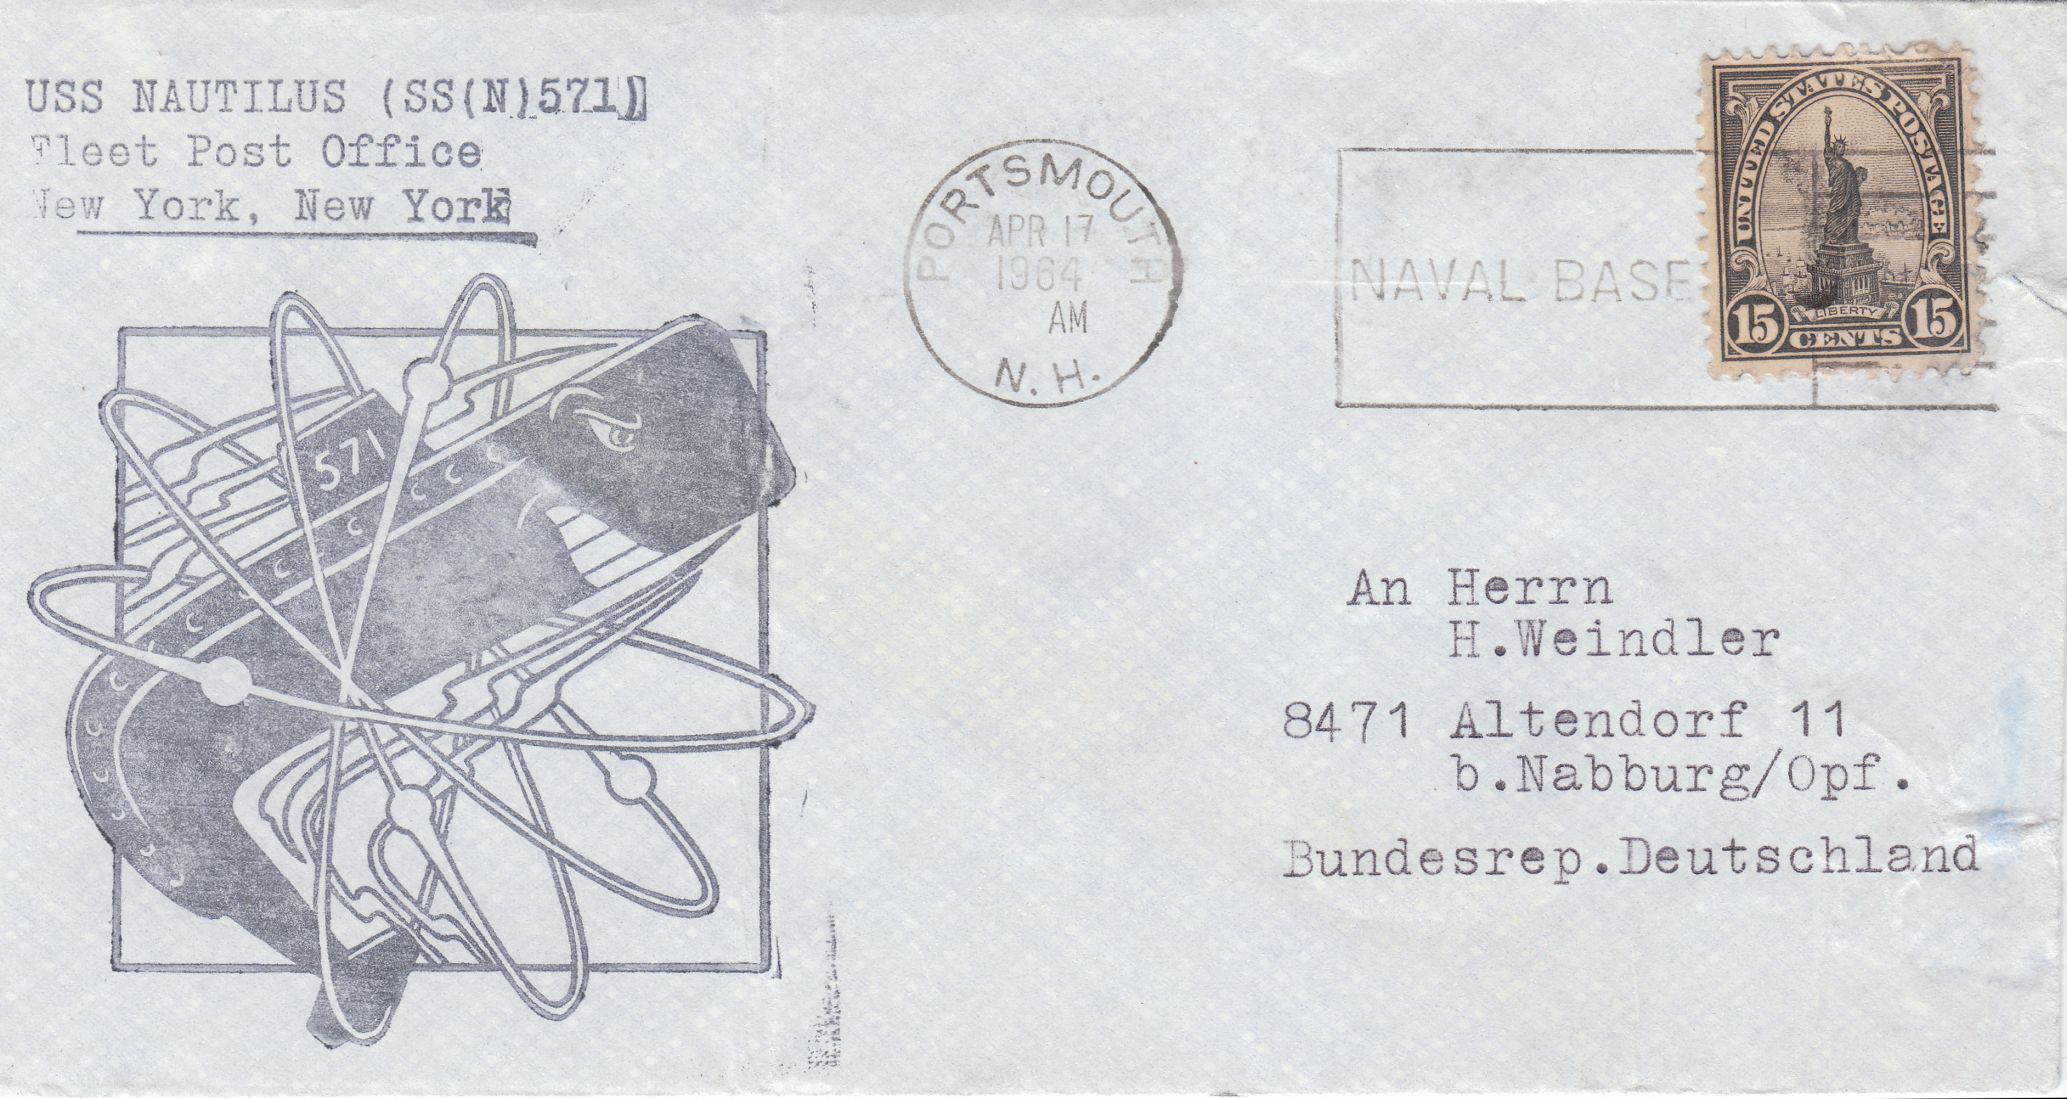 USS NAUTILUS (SS(N)571)
Fleet Post Office
New York, New York
PORTSMOUTH
APR 17
1964
AM
N. H.
NAVAL BASE
UNITED STATES POSTAGE
LIBERTY
15 CENTS 15
571
An Herrn
H.Weindler
8471 Altendorf 11
b.Nabburg/Opf.
Bundesrep.Deutschland